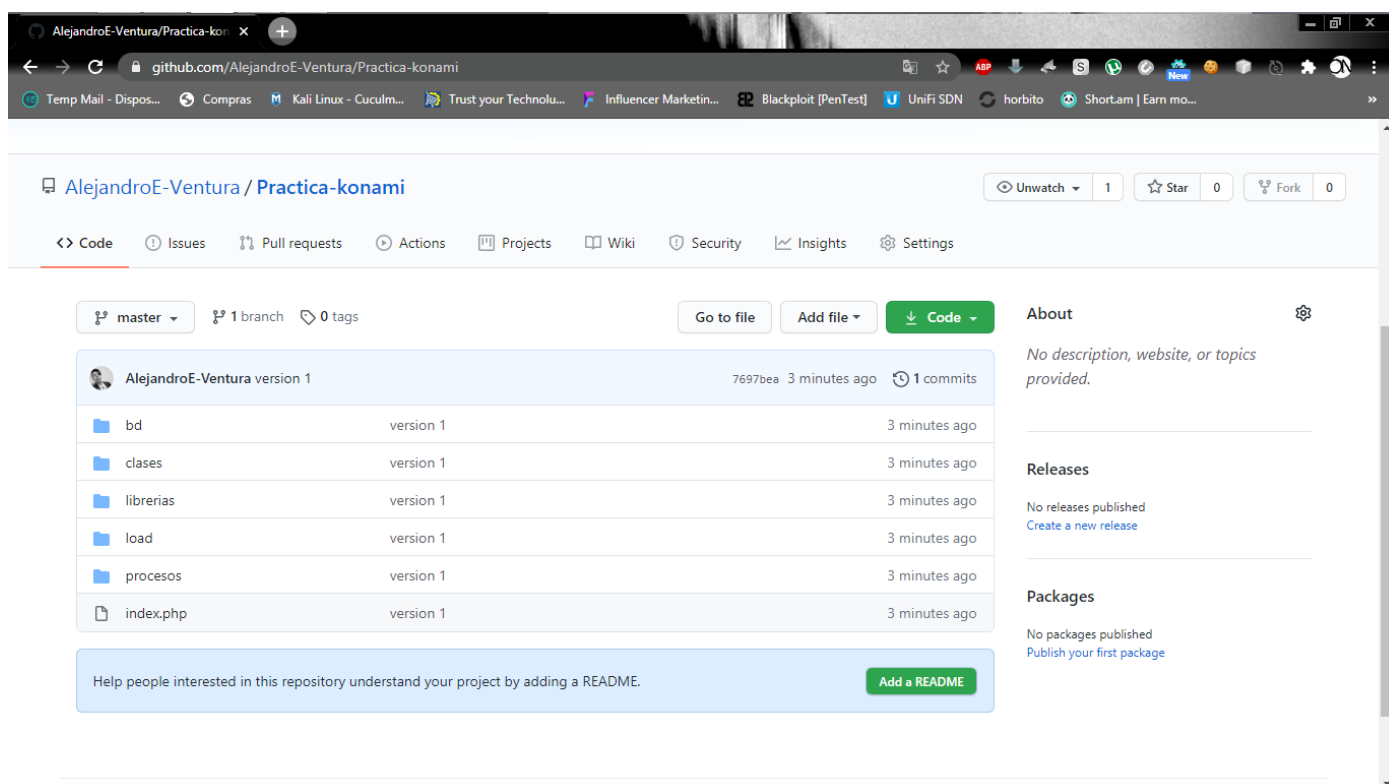 AlejandroE-Ventura/Practica-kon
github.com/AlejandroE-Ventura/Practica-konami
ABP
S
New
ON
Temp Mail - Dispos... Compras Kali Linux - Cuculm... Trust your Technolu... Influencer Marketin... Blackploit [PenTest] UniFi SDN horbito Short.am | Earn mo... »
AlejandroE-Ventura / Practica-konami
Unwatch 1 Star 0 Fork 0
<> Code Issues Pull requests Actions Projects Wiki Security Insights Settings
master 1 branch 0 tags Go to file Add file Code
About
No description, website, or topics
provided.
AlejandroE-Ventura version 1 7697bea 3 minutes ago 1 commits
bd version 1 3 minutes ago
clases version 1 3 minutes ago
librerias version 1 3 minutes ago
load version 1 3 minutes ago
procesos version 1 3 minutes ago
index.php version 1 3 minutes ago
Releases
No releases published
Create a new release
Packages
No packages published
Publish your first package
Help people interested in this repository understand your project by adding a README. Add a README